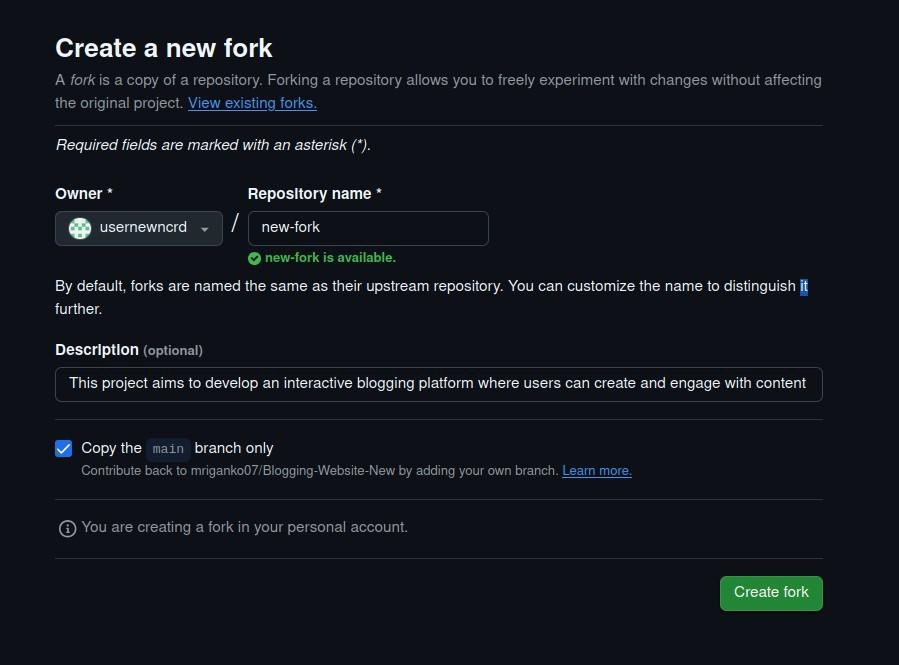 Create a new fork
A fork is a copy of a repository. Forking a repository allows you to freely experiment with changes without affecting
the original project. View existing forks.
Required fields are marked with an asterisk (*).
Owner * Repository name *
usernewncrd / new-fork
new-fork is available.
By default, forks are named the same as their upstream repository. You can customize the name to distinguish it
further.
Description (optional)
This project aims to develop an interactive blogging platform where users can create and engage with content
Copy the main branch only
Contribute back to mriganko07/Blogging-Website-New by adding your own branch. Learn more.
You are creating a fork in your personal account.
Create fork